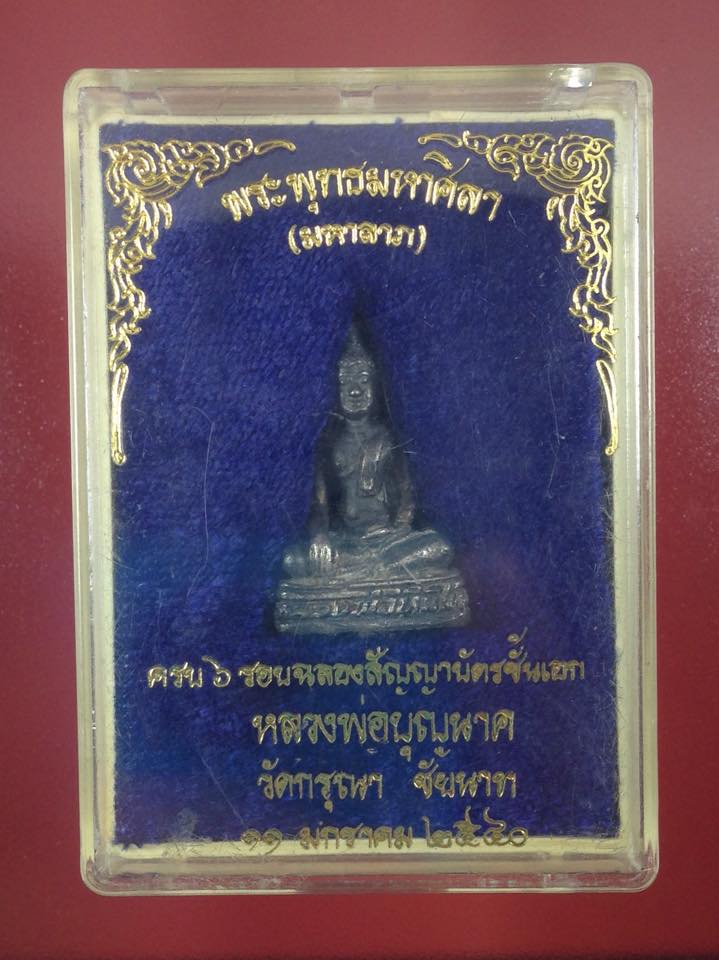 พระพุทธมหาศิลา
(มหาลาภ)
ครบ ๖ รอบฉลองสัญญาบัตรชั้นเอก
หลวงพ่อบุญนาค
วัดกรุณา ชัยนาท
๑๑ มกราคม ๒๕๕๐